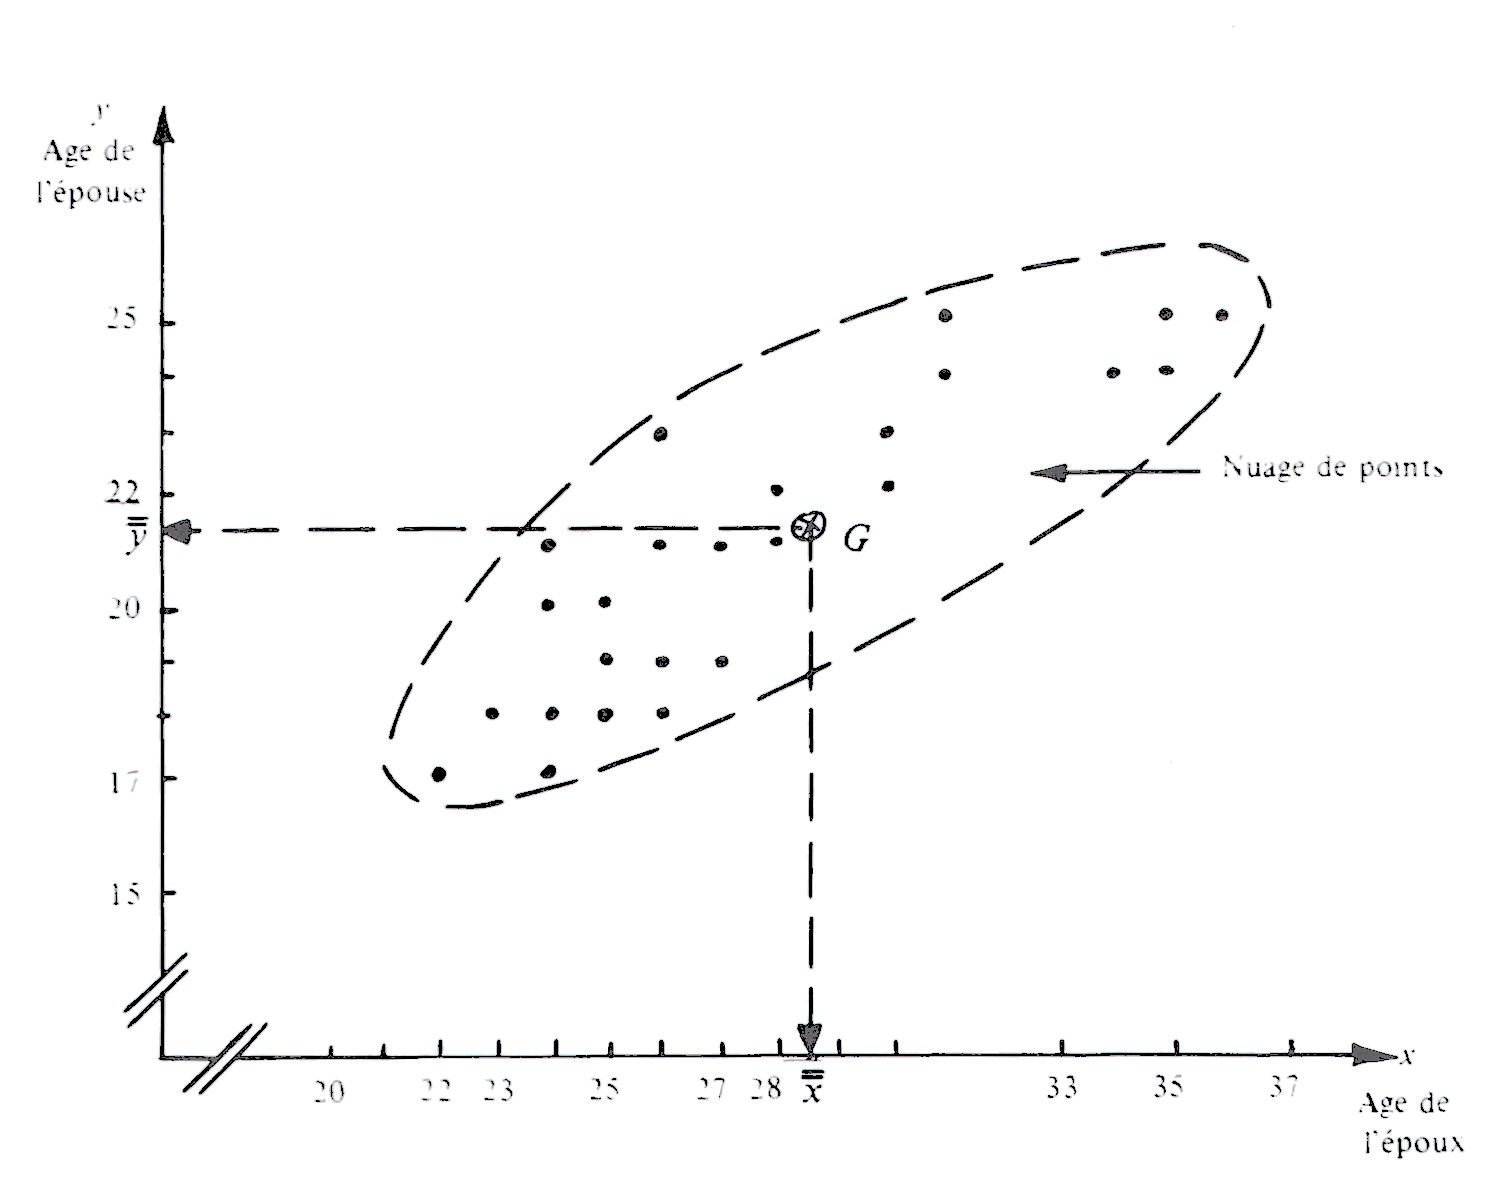 y
Age de
l'épouse
25
22
y
20
17
15
G
Nuage de points
20
22
23
25
27
28
x
33
35
37
x
Age de
l'époux